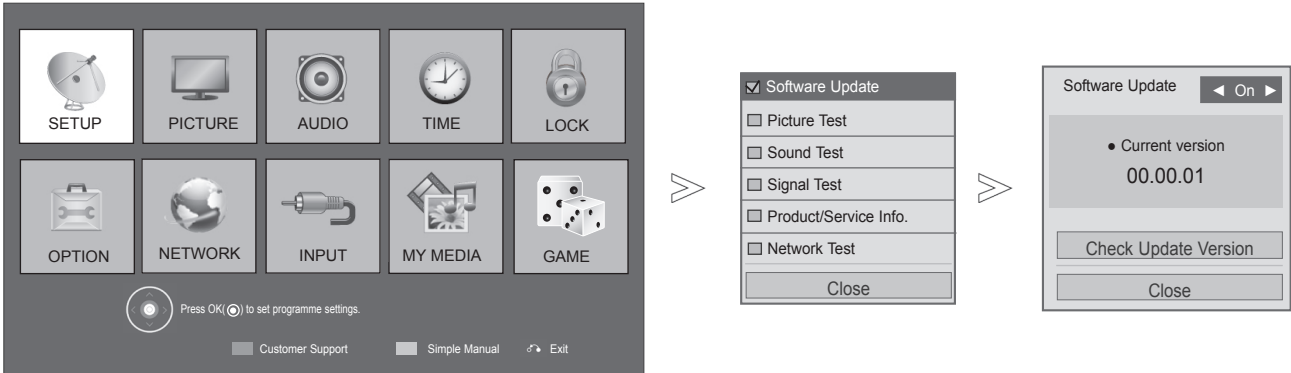 SETUP
PICTURE
AUDIO
TIME
LOCK
OPTION
NETWORK
INPUT
MY MEDIA
GAME
Press OK(◉) to set programme settings.
Customer Support
Simple Manual
Exit
Software Update
Picture Test
Sound Test
Signal Test
Product/Service Info.
Network Test
Close
Software Update
◀ On ▶
● Current version
00.00.01
Check Update Version
Close